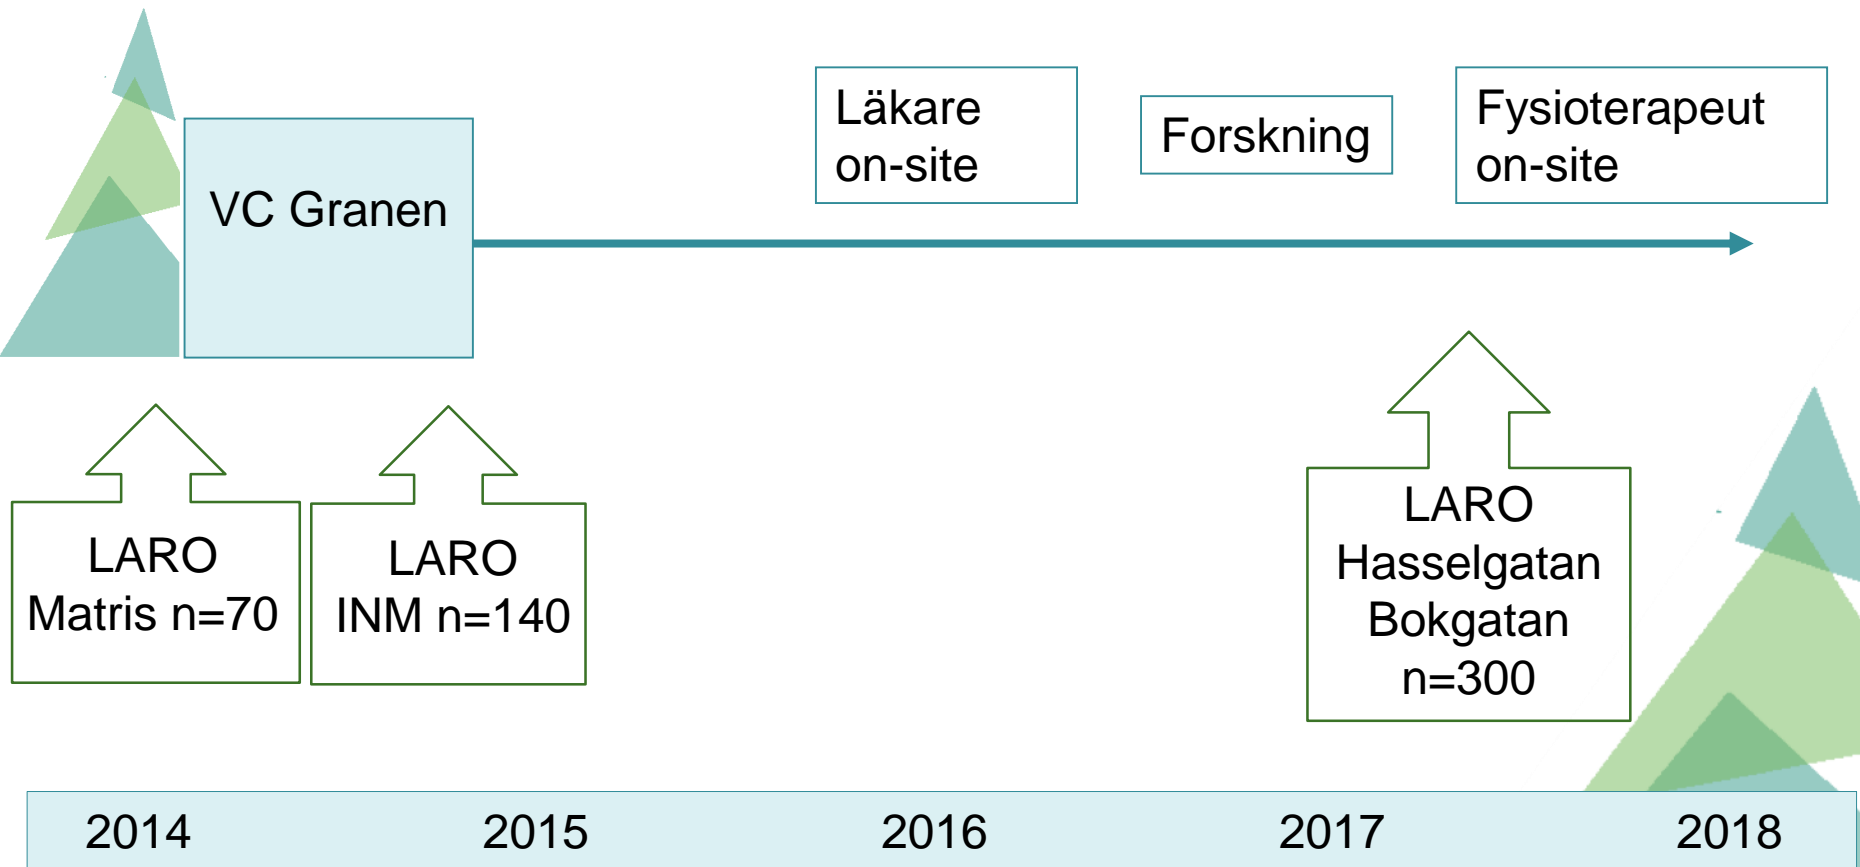 VC Granen
Läkare
on-site
Forskning
Fysioterapeut
on-site
LARO
Matris n=70
LARO
INM n=140
LARO
Hasselgatan
Bokgatan
n=300
2014
2015
2016
2017
2018